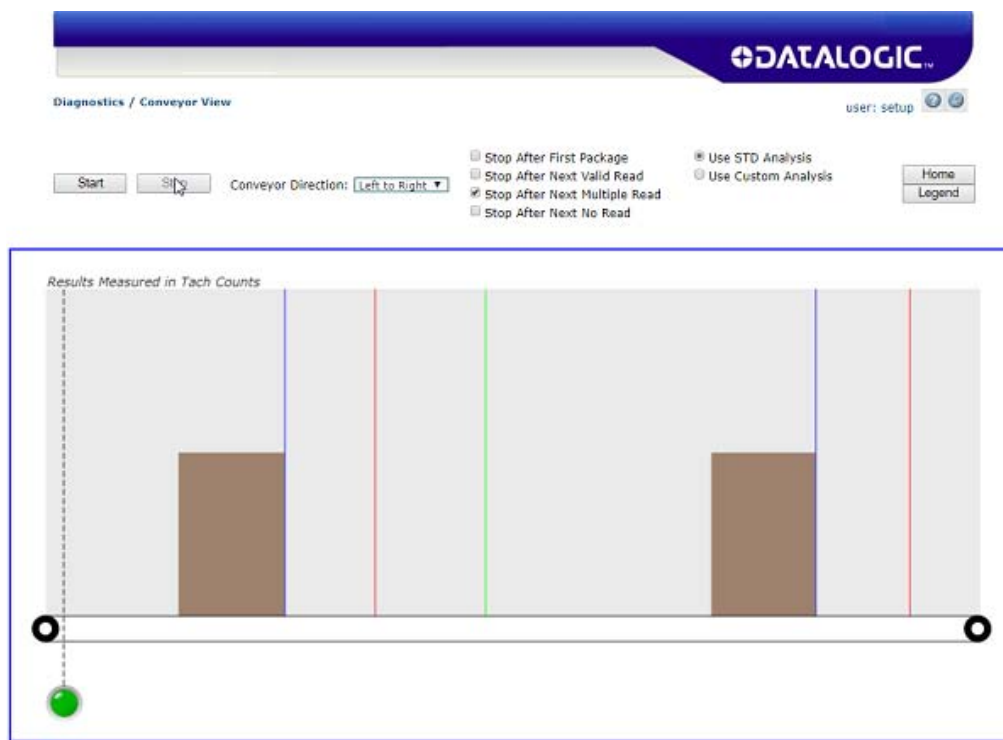 DATALOGIC™
Diagnostics / Conveyor View
user: setup
Start
Stop
Conveyor Direction: Left to Right ▼
Stop After First Package
Stop After Next Valid Read
Stop After Next Multiple Read
Stop After Next No Read
Use STD Analysis
Use Custom Analysis
Home
Legend
Results Measured in Tach Counts